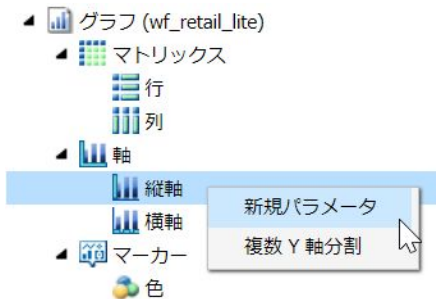 グラフ (wf_retail_lite)
マトリックス
行
列
軸
縦軸
新規パラメータ
横軸
複数 Y 軸分割
マーカー
色